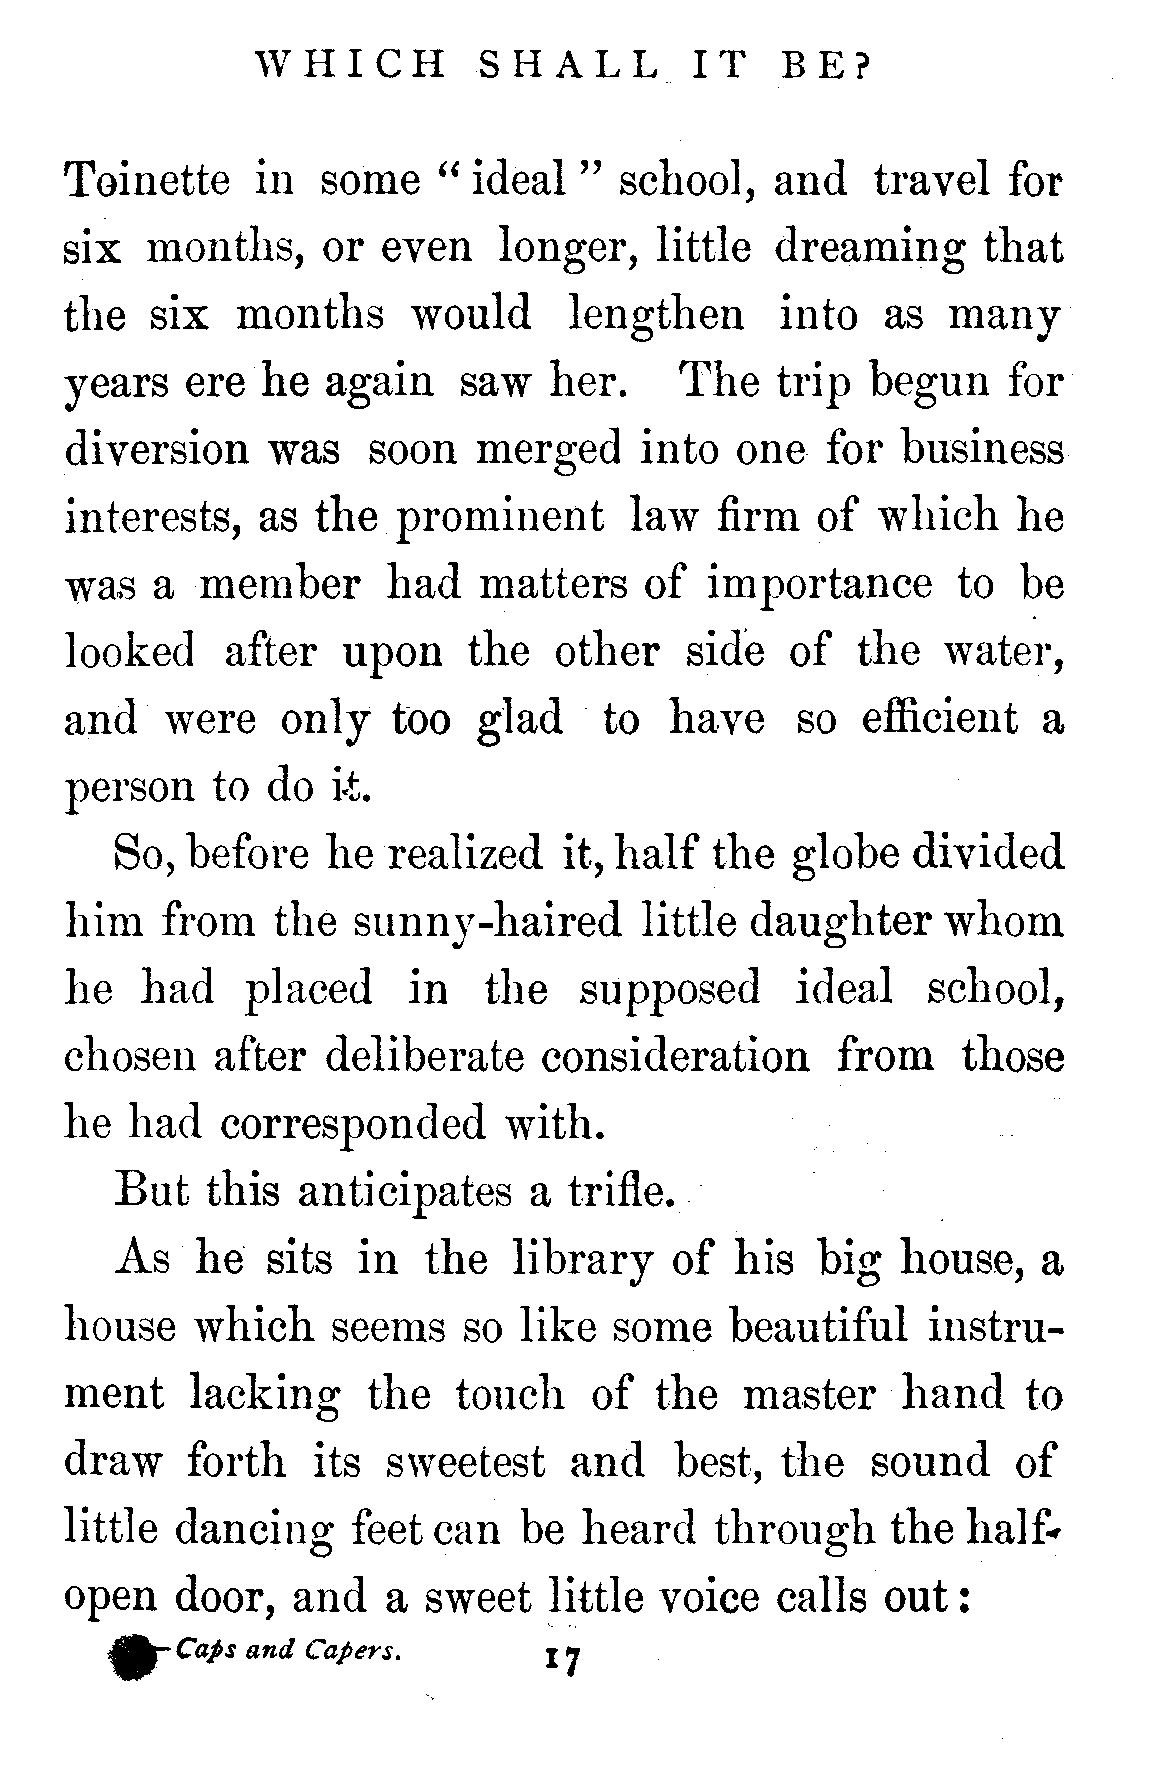 WHICH SHALL IT BE?
Toinette in some " ideal " school, and travel for
six months, or even longer, little dreaming that
the six months would lengthen into as many
years ere he again saw her. The trip begun for
diversion was soon merged into one for business
interests, as the prominent law firm of which he
was a member had matters of importance to be
looked after upon the other side of the water,
and were only too glad to have so efficient a
person to do it.
So, before he realized it, half the globe divided
him from the sunny-haired little daughter whom
he had placed in the supposed ideal school,
chosen after deliberate consideration from those
he had corresponded with.
But this anticipates a trifle.
As he sits in the library of his big house, a
house which seems so like some beautiful instru-
ment lacking the touch of the master hand to
draw forth its sweetest and best, the sound of
little dancing feet can be heard through the half-
open door, and a sweet little voice calls out :
-Caps and Capers. 17